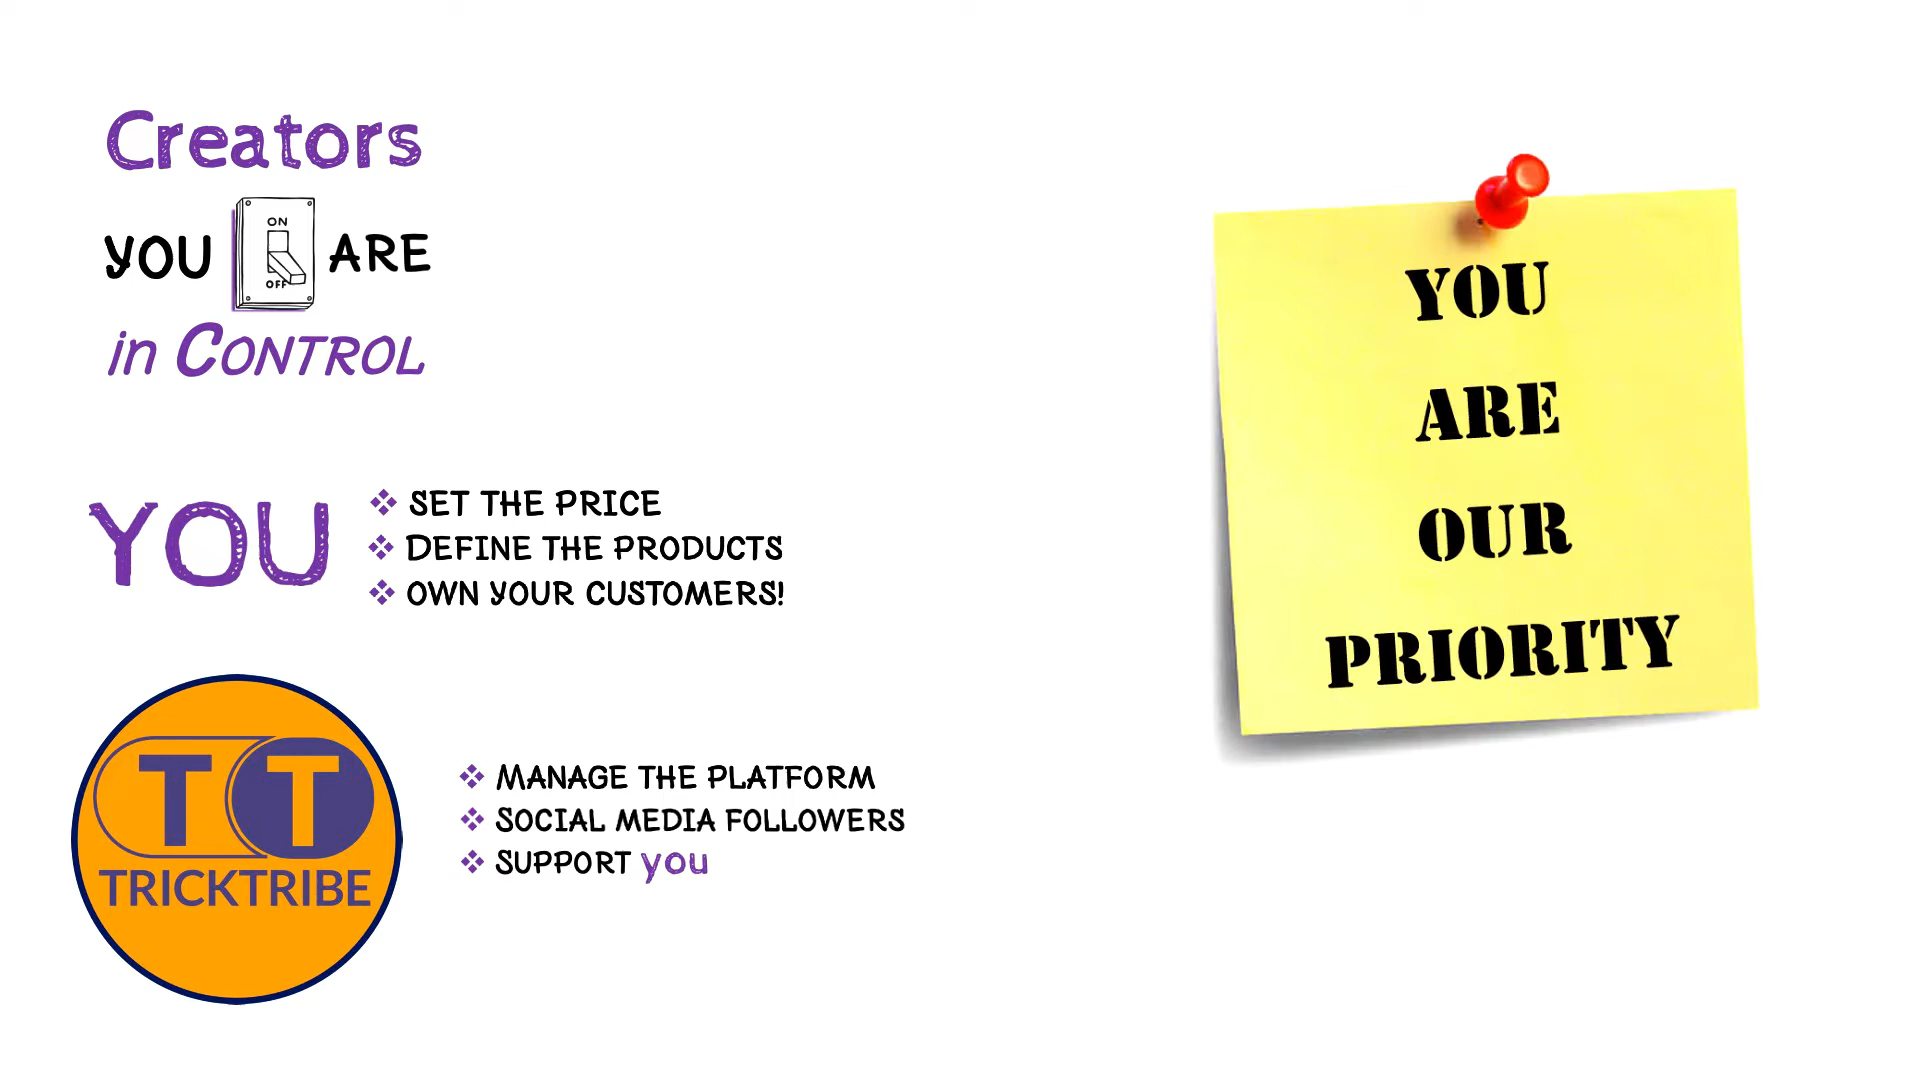 Creators
YOU ON OFF ARE
in CONTROL
YOU
SET THE PRICE
DEFINE THE PRODUCTS
OWN YOUR CUSTOMERS!
T T
TRICKTRIBE
MANAGE THE PLATFORM
SOCIAL MEDIA FOLLOWERS
SUPPORT you
YOU
ARE
OUR
PRIORITY